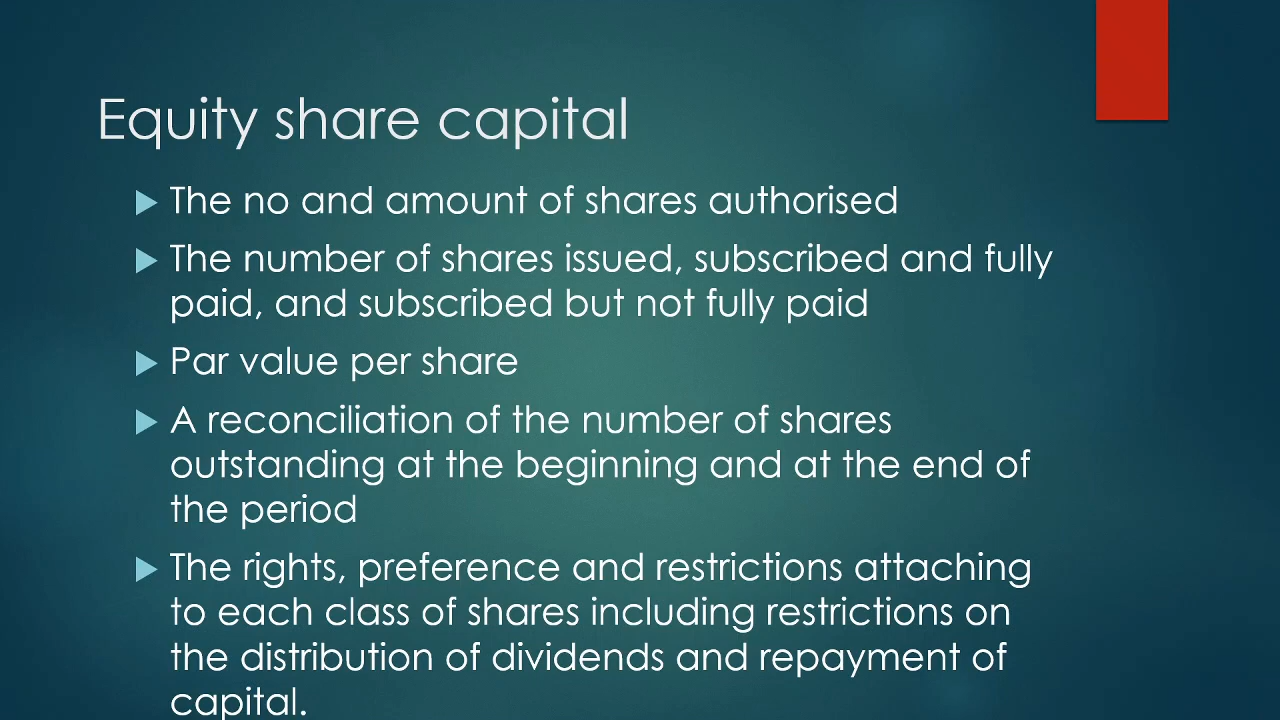 Equity share capital
The no and amount of shares authorised
The number of shares issued, subscribed and fully
paid, and subscribed but not fully paid
Par value per share
A reconciliation of the number of shares
outstanding at the beginning and at the end of
the period
The rights, preference and restrictions attaching
to each class of shares including restrictions on
the distribution of dividends and repayment of
capital.